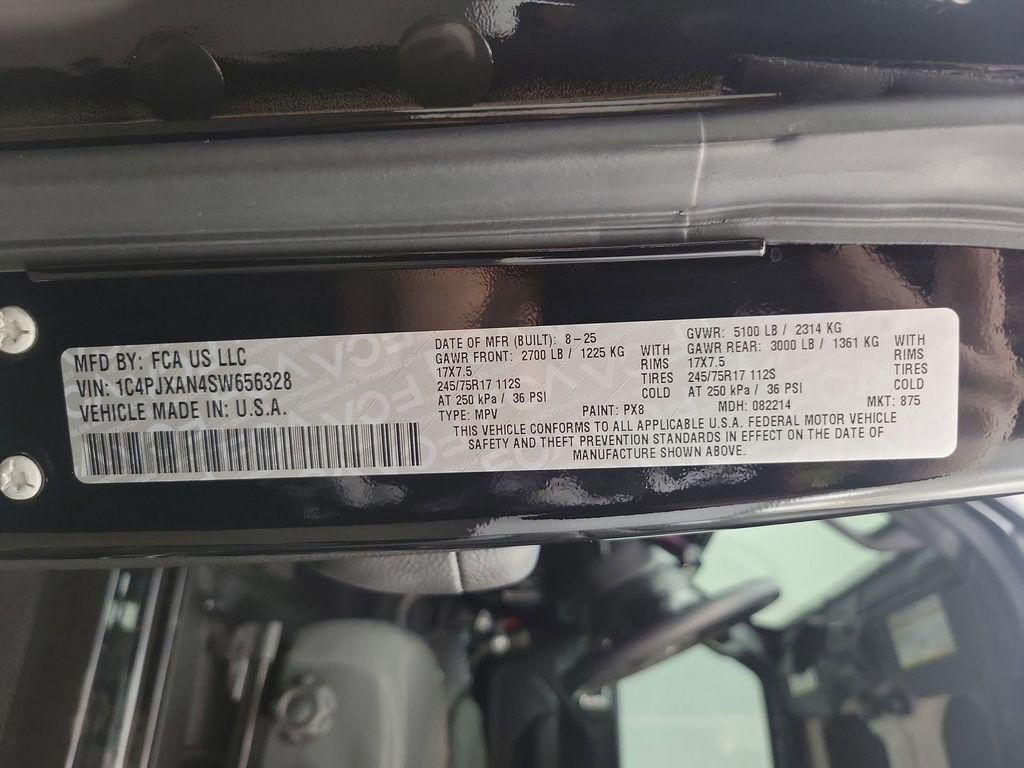 MFD BY: FCA US LLC
VIN: 1C4PJXAN4SW656328
VEHICLE MADE IN: U.S.A.
DATE OF MFR (BUILT): 8-25
GAWR FRONT: 2700 LB / 1225 KG WITH
17X7.5 RIMS
245/75R17 112S TIRES
AT 250 kPa / 36 PSI COLD
GVWR: 5100 LB / 2314 KG
GAWR REAR: 3000 LB / 1361 KG WITH
17X7.5 RIMS
245/75R17 112S TIRES
AT 250 kPa / 36 PSI COLD
TYPE: MPV PAINT: PX8 MDH: 082214 MKT: 875
THIS VEHICLE CONFORMS TO ALL APPLICABLE U.S.A. FEDERAL MOTOR VEHICLE
SAFETY AND THEFT PREVENTION STANDARDS IN EFFECT ON THE DATE OF
MANUFACTURE SHOWN ABOVE.